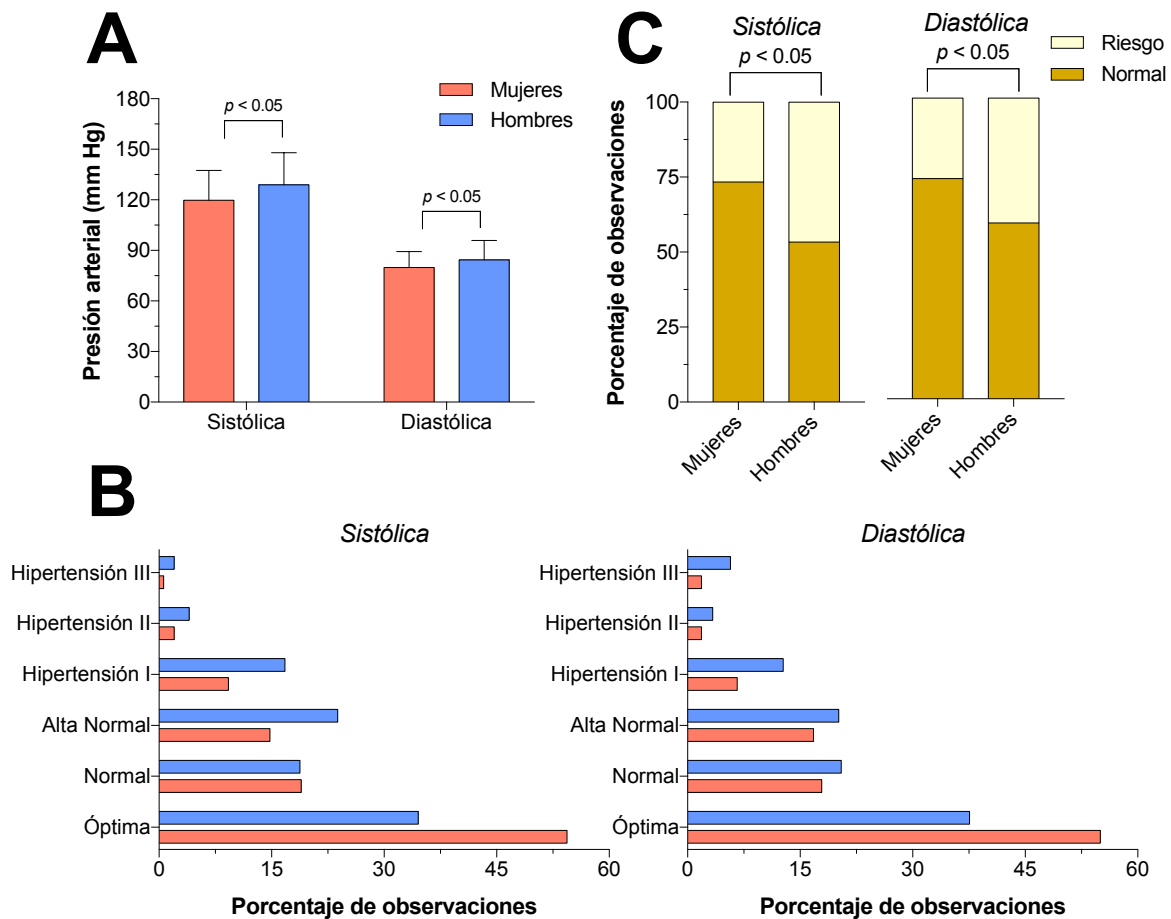 A
Presión arterial (mm Hg)
180
150
120
90
60
30
0
p < 0.05
p < 0.05
Mujeres
Hombres
Sistólica
Diastólica
C
Sistólica
Diastólica
p < 0.05
p < 0.05
Riesgo
Normal
Porcentaje de observaciones
100
75
50
25
0
Mujeres
Hombres
Mujeres
Hombres
B
Sistólica
Hipertensión III
Hipertensión II
Hipertensión I
Alta Normal
Normal
Óptima
0 15 30 45 60
Porcentaje de observaciones
Diastólica
Hipertensión III
Hipertensión II
Hipertensión I
Alta Normal
Normal
Óptima
0 15 30 45 60
Porcentaje de observaciones